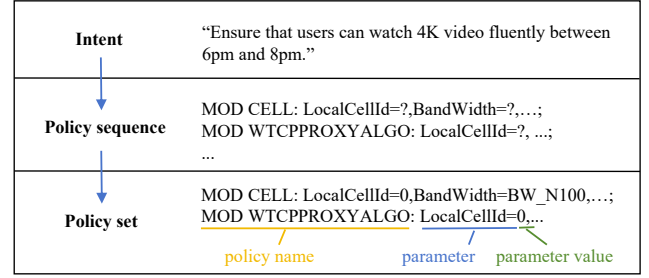 Intent
“Ensure that users can watch 4K video fluently between
6pm and 8pm.”
Policy sequence
MOD CELL: LocalCellId=?,BandWidth=?,…;
MOD WTCPPROXYALGO: LocalCellId=?, ...;
...
Policy set
MOD CELL: LocalCellId=0,BandWidth=BW_N100,…;
MOD WTCPPROXYALGO: LocalCellId=0,...
policy name parameter parameter value